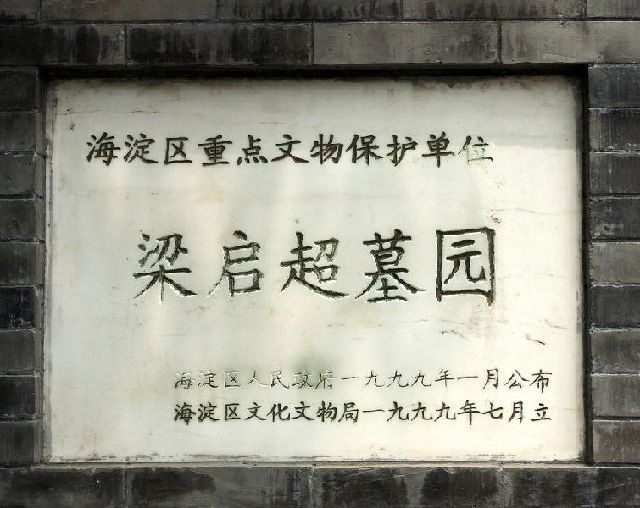 海淀区重点文物保护单位
梁启超墓园
海淀区人民政府一九九九年一月公布
海淀区文化文物局一九九九年七月立